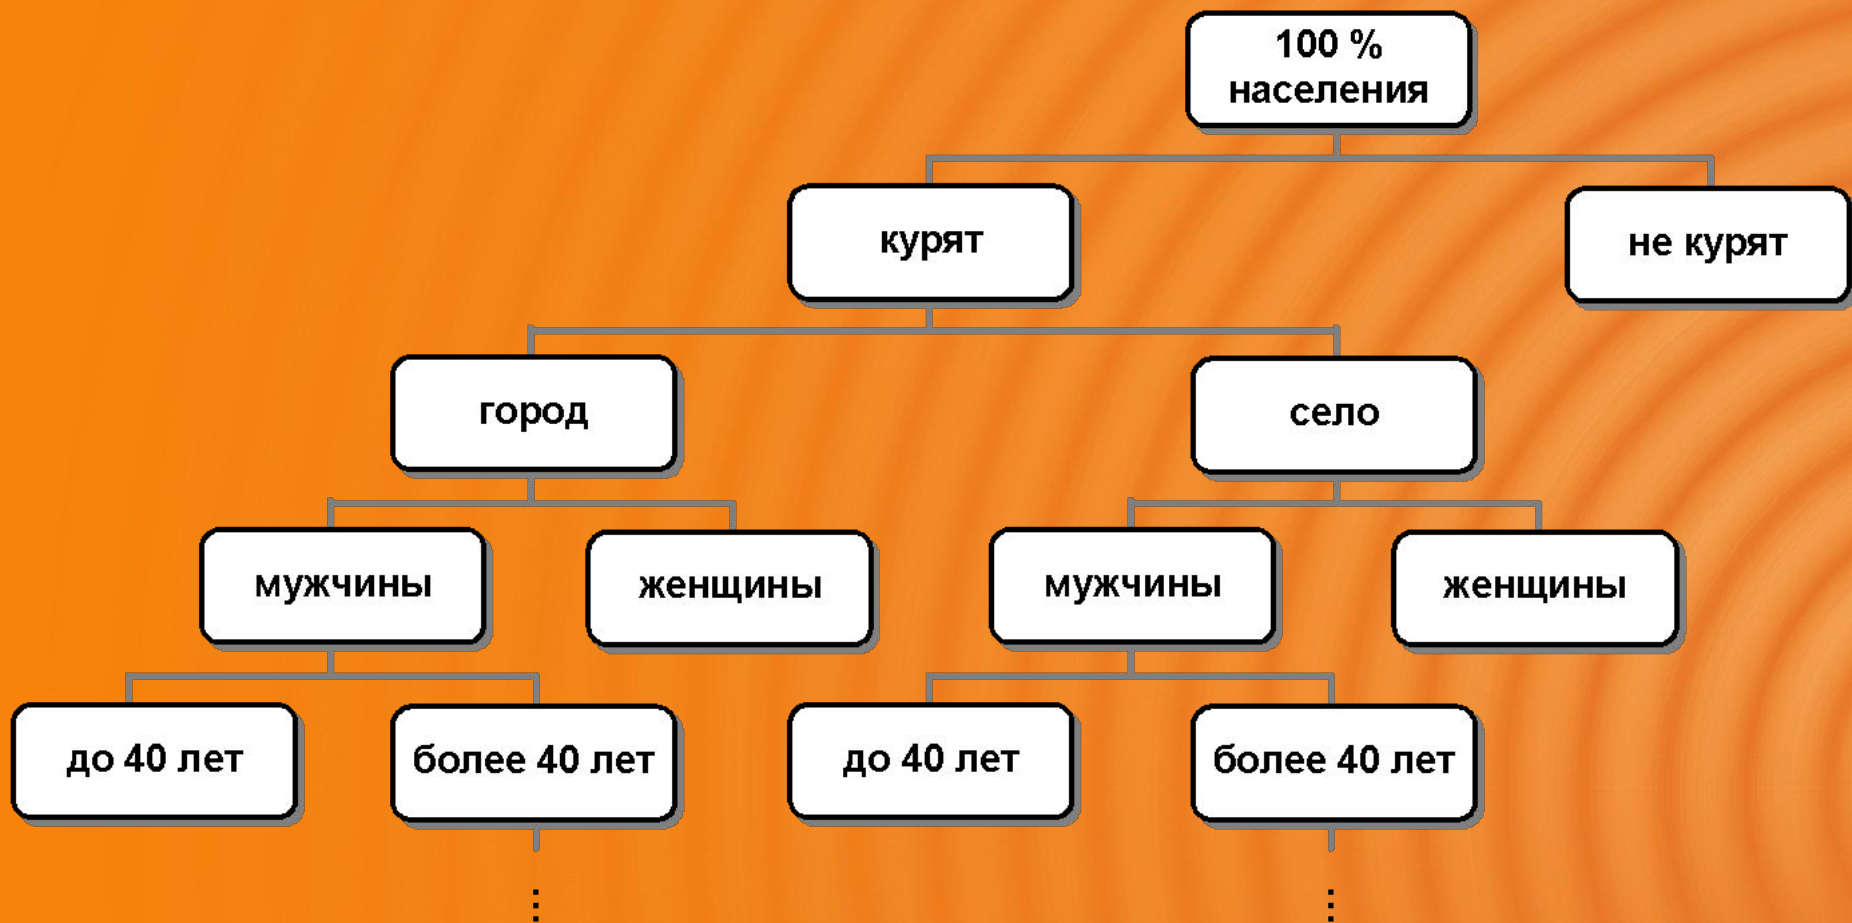 100 %
населения
курят
не курят
город
село
мужчины
женщины
мужчины
женщины
до 40 лет
более 40 лет
до 40 лет
более 40 лет
⋮
⋮